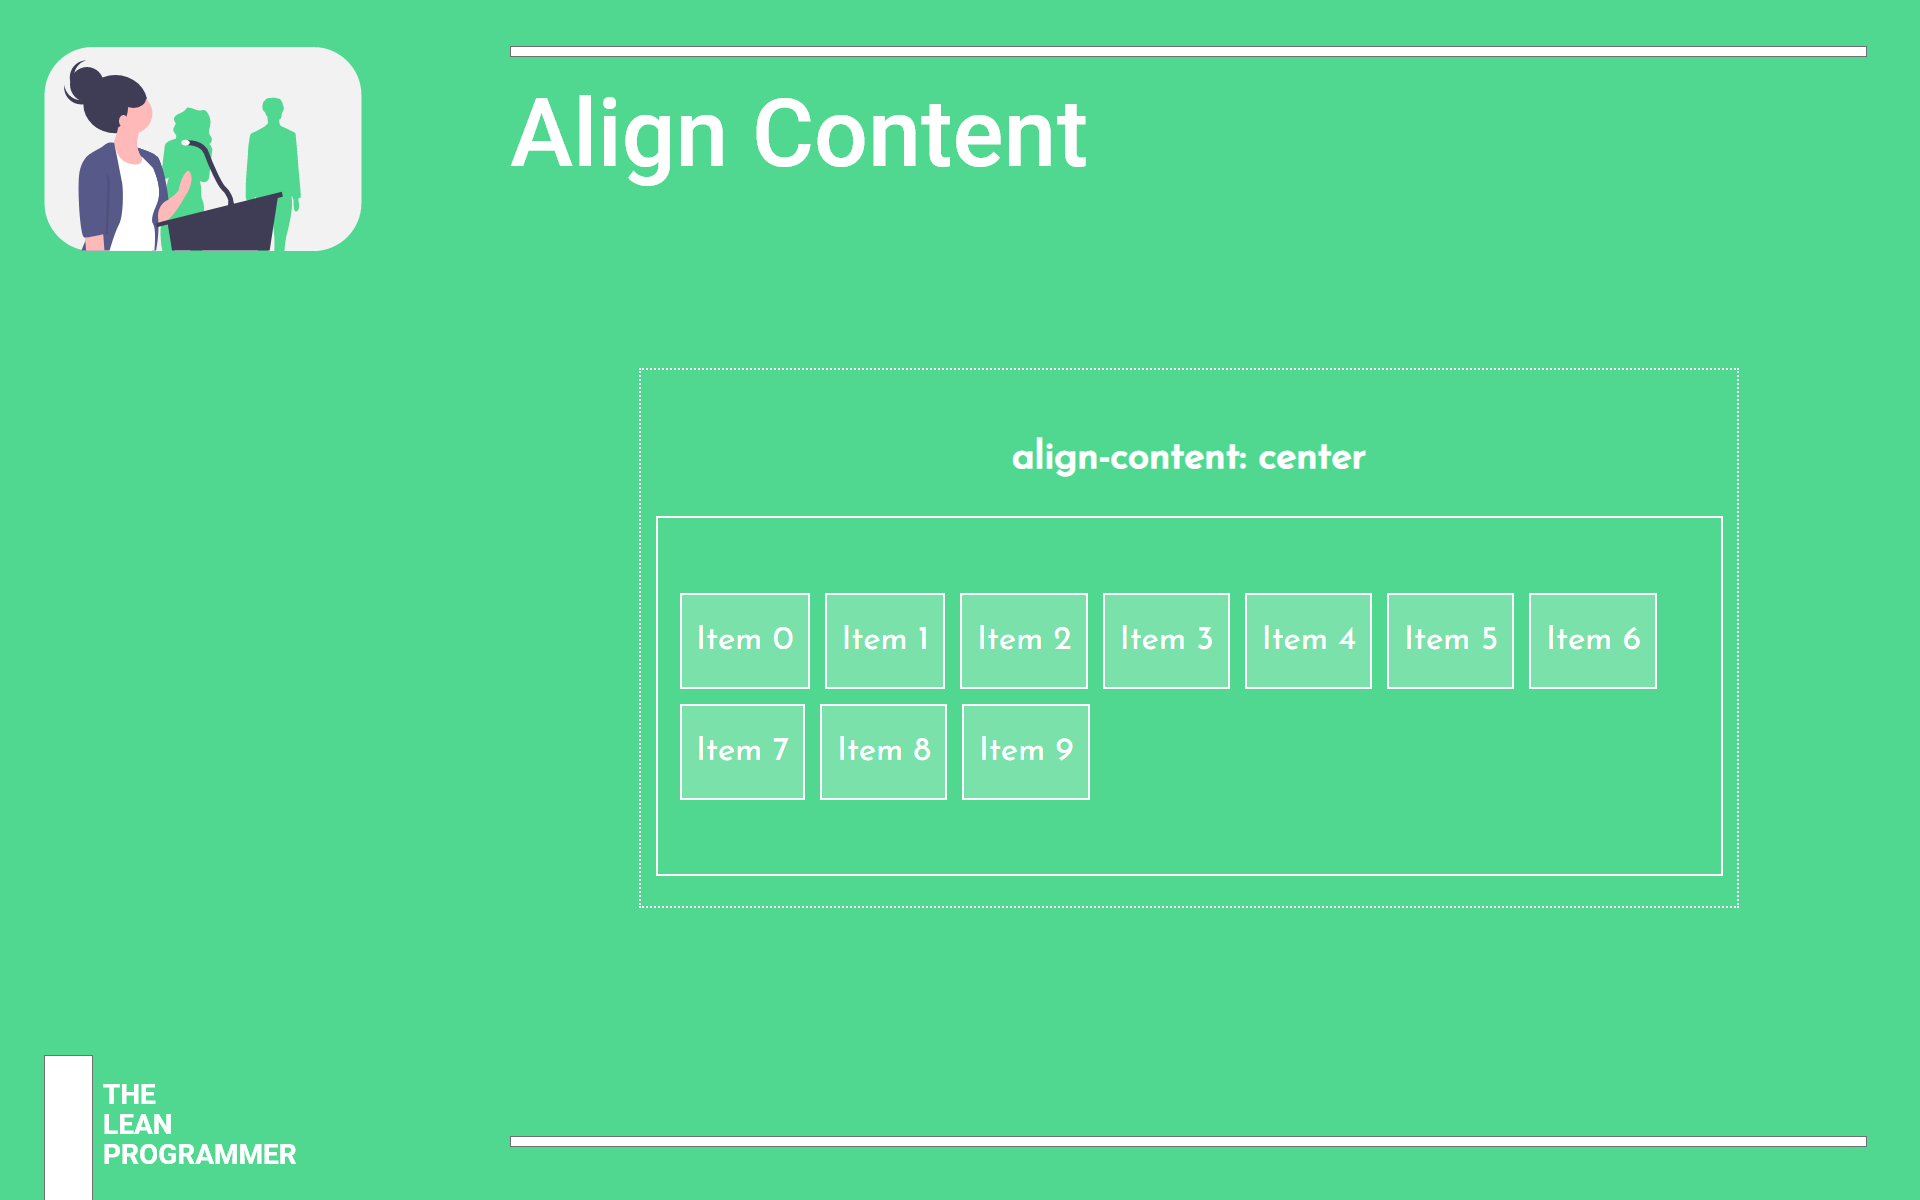 Align Content
align-content: center
Item 0 Item 1 Item 2 Item 3 Item 4 Item 5 Item 6
Item 7 Item 8 Item 9
THE
LEAN
PROGRAMMER